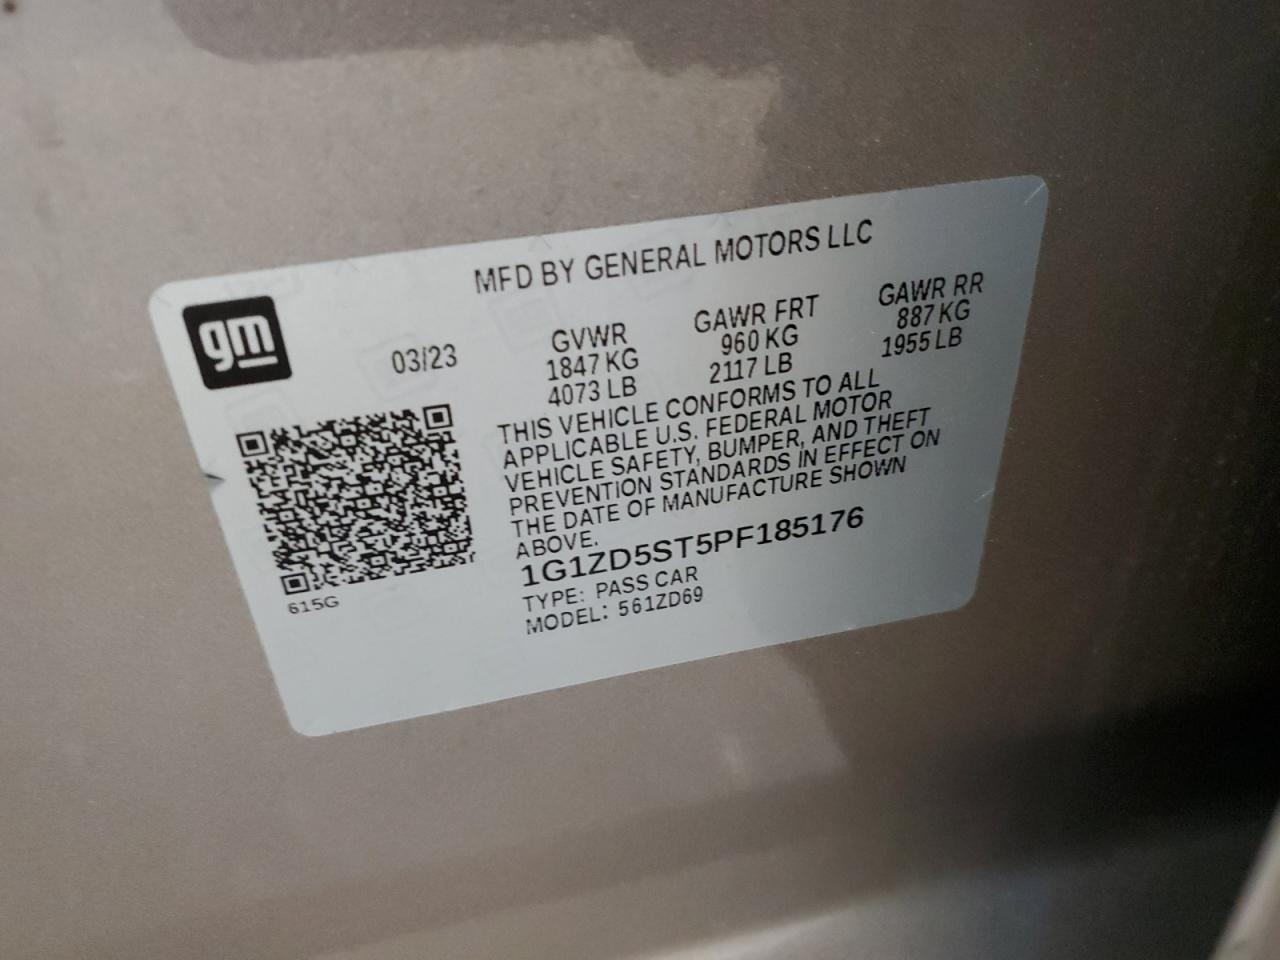 MFD BY GENERAL MOTORS LLC
gm
03/23
GVWR
1847 KG
4073 LB
GAWR FRT
960 KG
2117 LB
GAWR RR
887 KG
1955 LB
THIS VEHICLE CONFORMS TO ALL
APPLICABLE U.S. FEDERAL MOTOR
VEHICLE SAFETY, BUMPER, AND THEFT
PREVENTION STANDARDS IN EFFECT ON
THE DATE OF MANUFACTURE SHOWN
ABOVE.
1G1ZD5ST5PF185176
TYPE: PASS CAR
MODEL: 561ZD69
615G